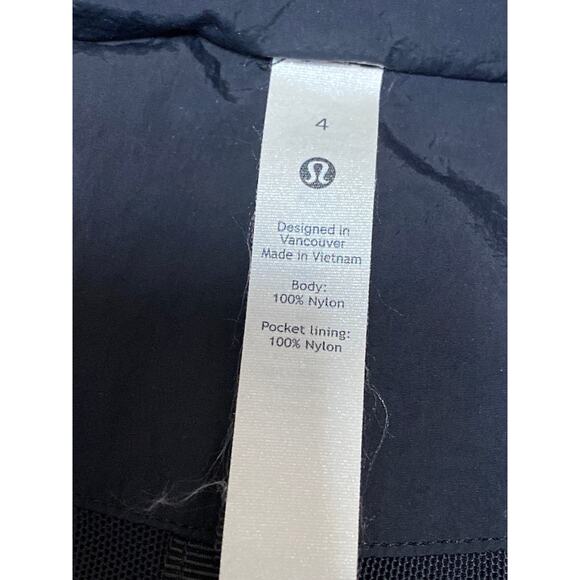 4
Designed in
Vancouver
Made in Vietnam
Body:
100% Nylon
Pocket lining:
100% Nylon